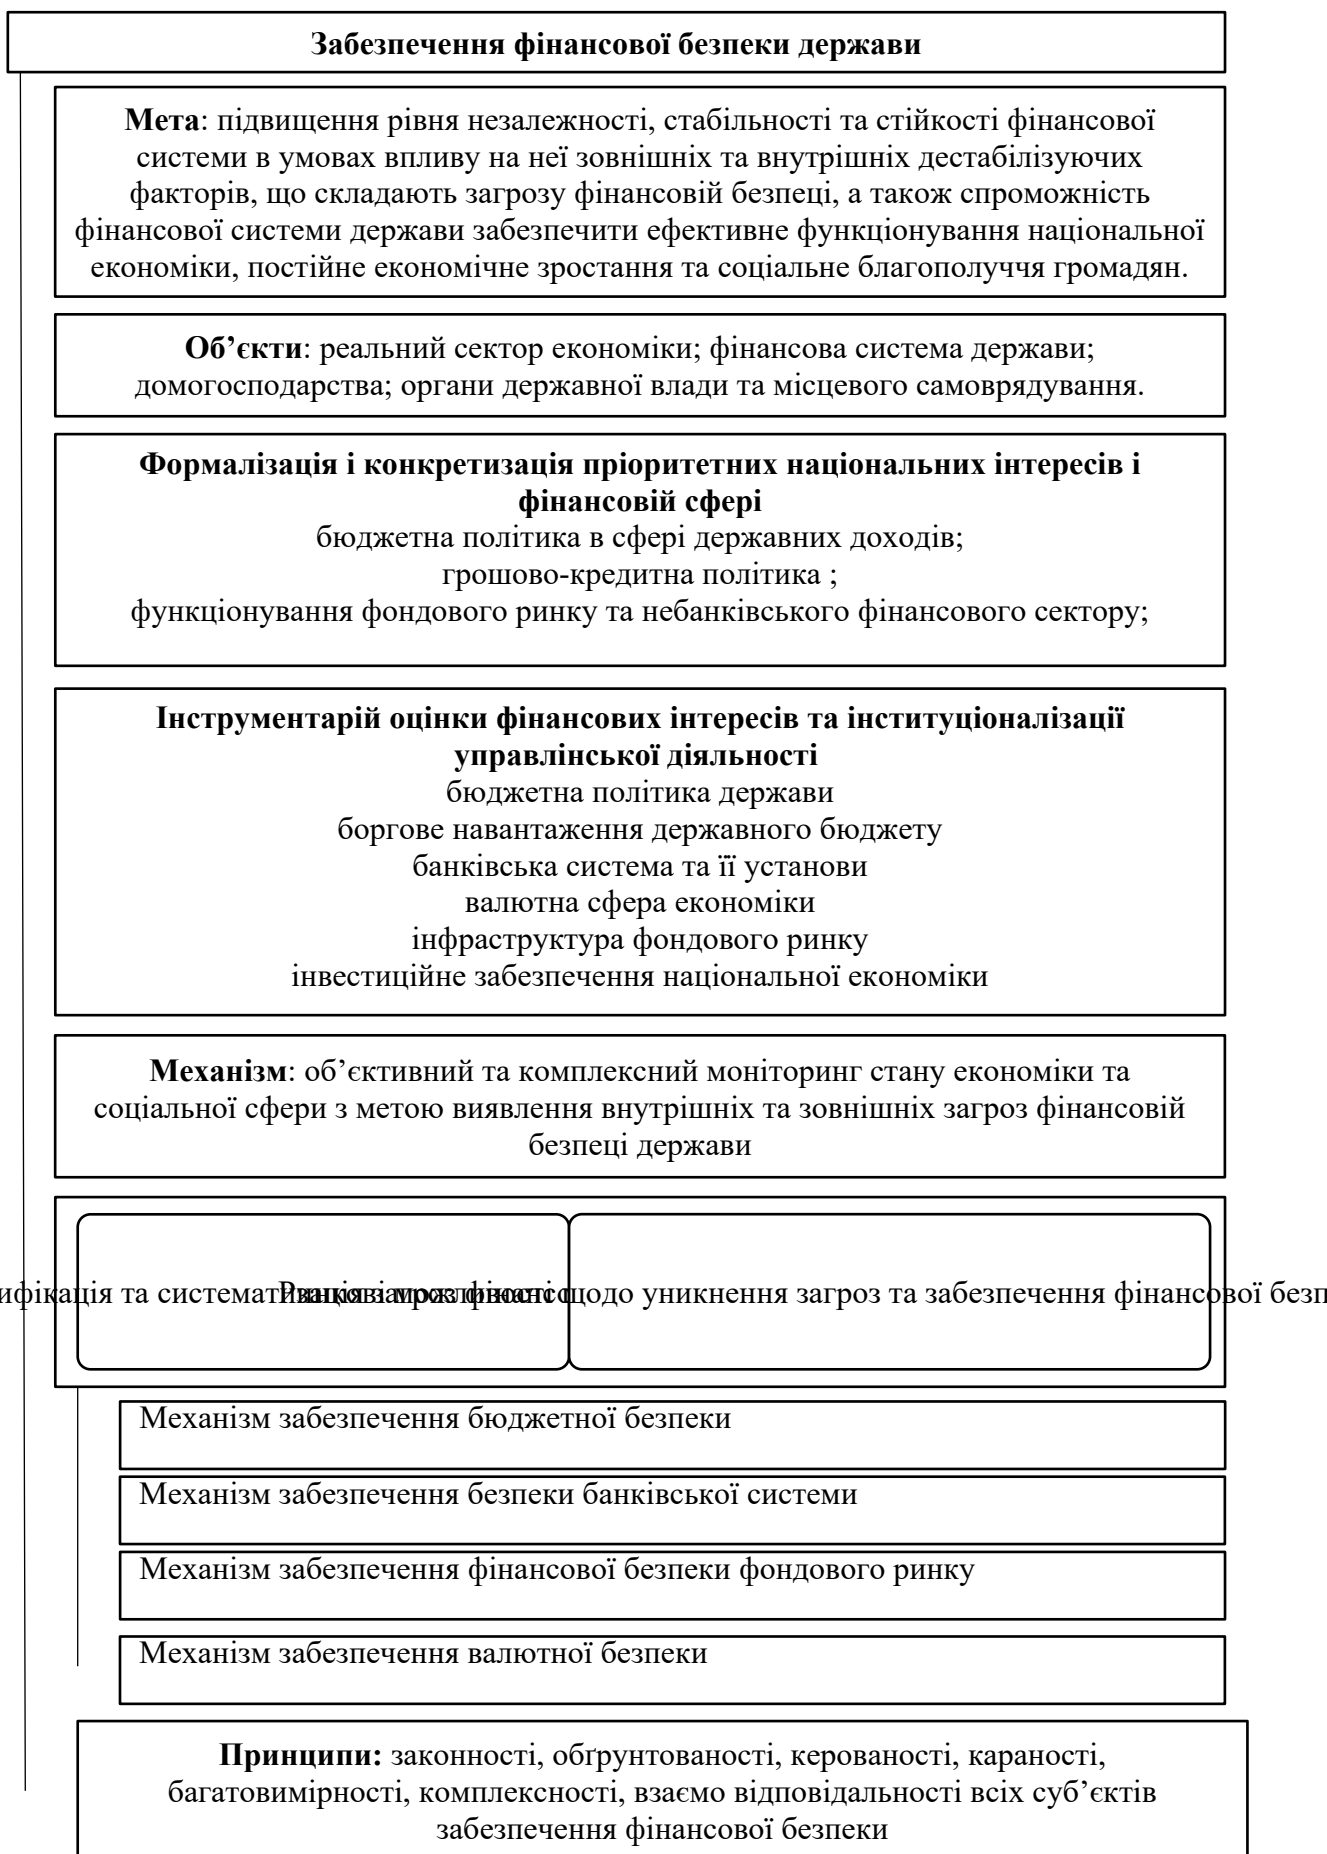 Забезпечення фінансової безпеки держави
Мета: підвищення рівня незалежності, стабільності та стійкості фінансової
системи в умовах впливу на неї зовнішніх та внутрішніх дестабілізуючих
факторів, що складають загрозу фінансовій безпеці, а також спроможність
фінансової системи держави забезпечити ефективне функціонування національної
економіки, постійне економічне зростання та соціальне благополуччя громадян.
Об’єкти: реальний сектор економіки; фінансова система держави;
домогосподарства; органи державної влади та місцевого самоврядування.
Формалізація і конкретизація пріоритетних національних інтересів і
фінансовій сфері
бюджетна політика в сфері державних доходів;
грошово-кредитна політика ;
функціонування фондового ринку та небанківського фінансового сектору;
Інструментарій оцінки фінансових інтересів та інституціоналізації
управлінської діяльності
бюджетна політика держави
боргове навантаження державного бюджету
банківська система та її установи
валютна сфера економіки
інфраструктура фондового ринку
інвестиційне забезпечення національної економіки
Механізм: об’єктивний та комплексний моніторинг стану економіки та
соціальної сфери з метою виявлення внутрішніх та зовнішніх загроз фінансовій
безпеці держави
ифікація та щодо уникнення загроз та забезпечення фінансової безп
Механізм забезпечення бюджетної безпеки
Механізм забезпечення безпеки банківської системи
Механізм забезпечення фінансової безпеки фондового ринку
Механізм забезпечення валютної безпеки
Принципи: законності, обґрунтованості, керованості, караності,
багатовимірності, комплексності, взаємо відповідальності всіх суб’єктів
забезпечення фінансової безпеки